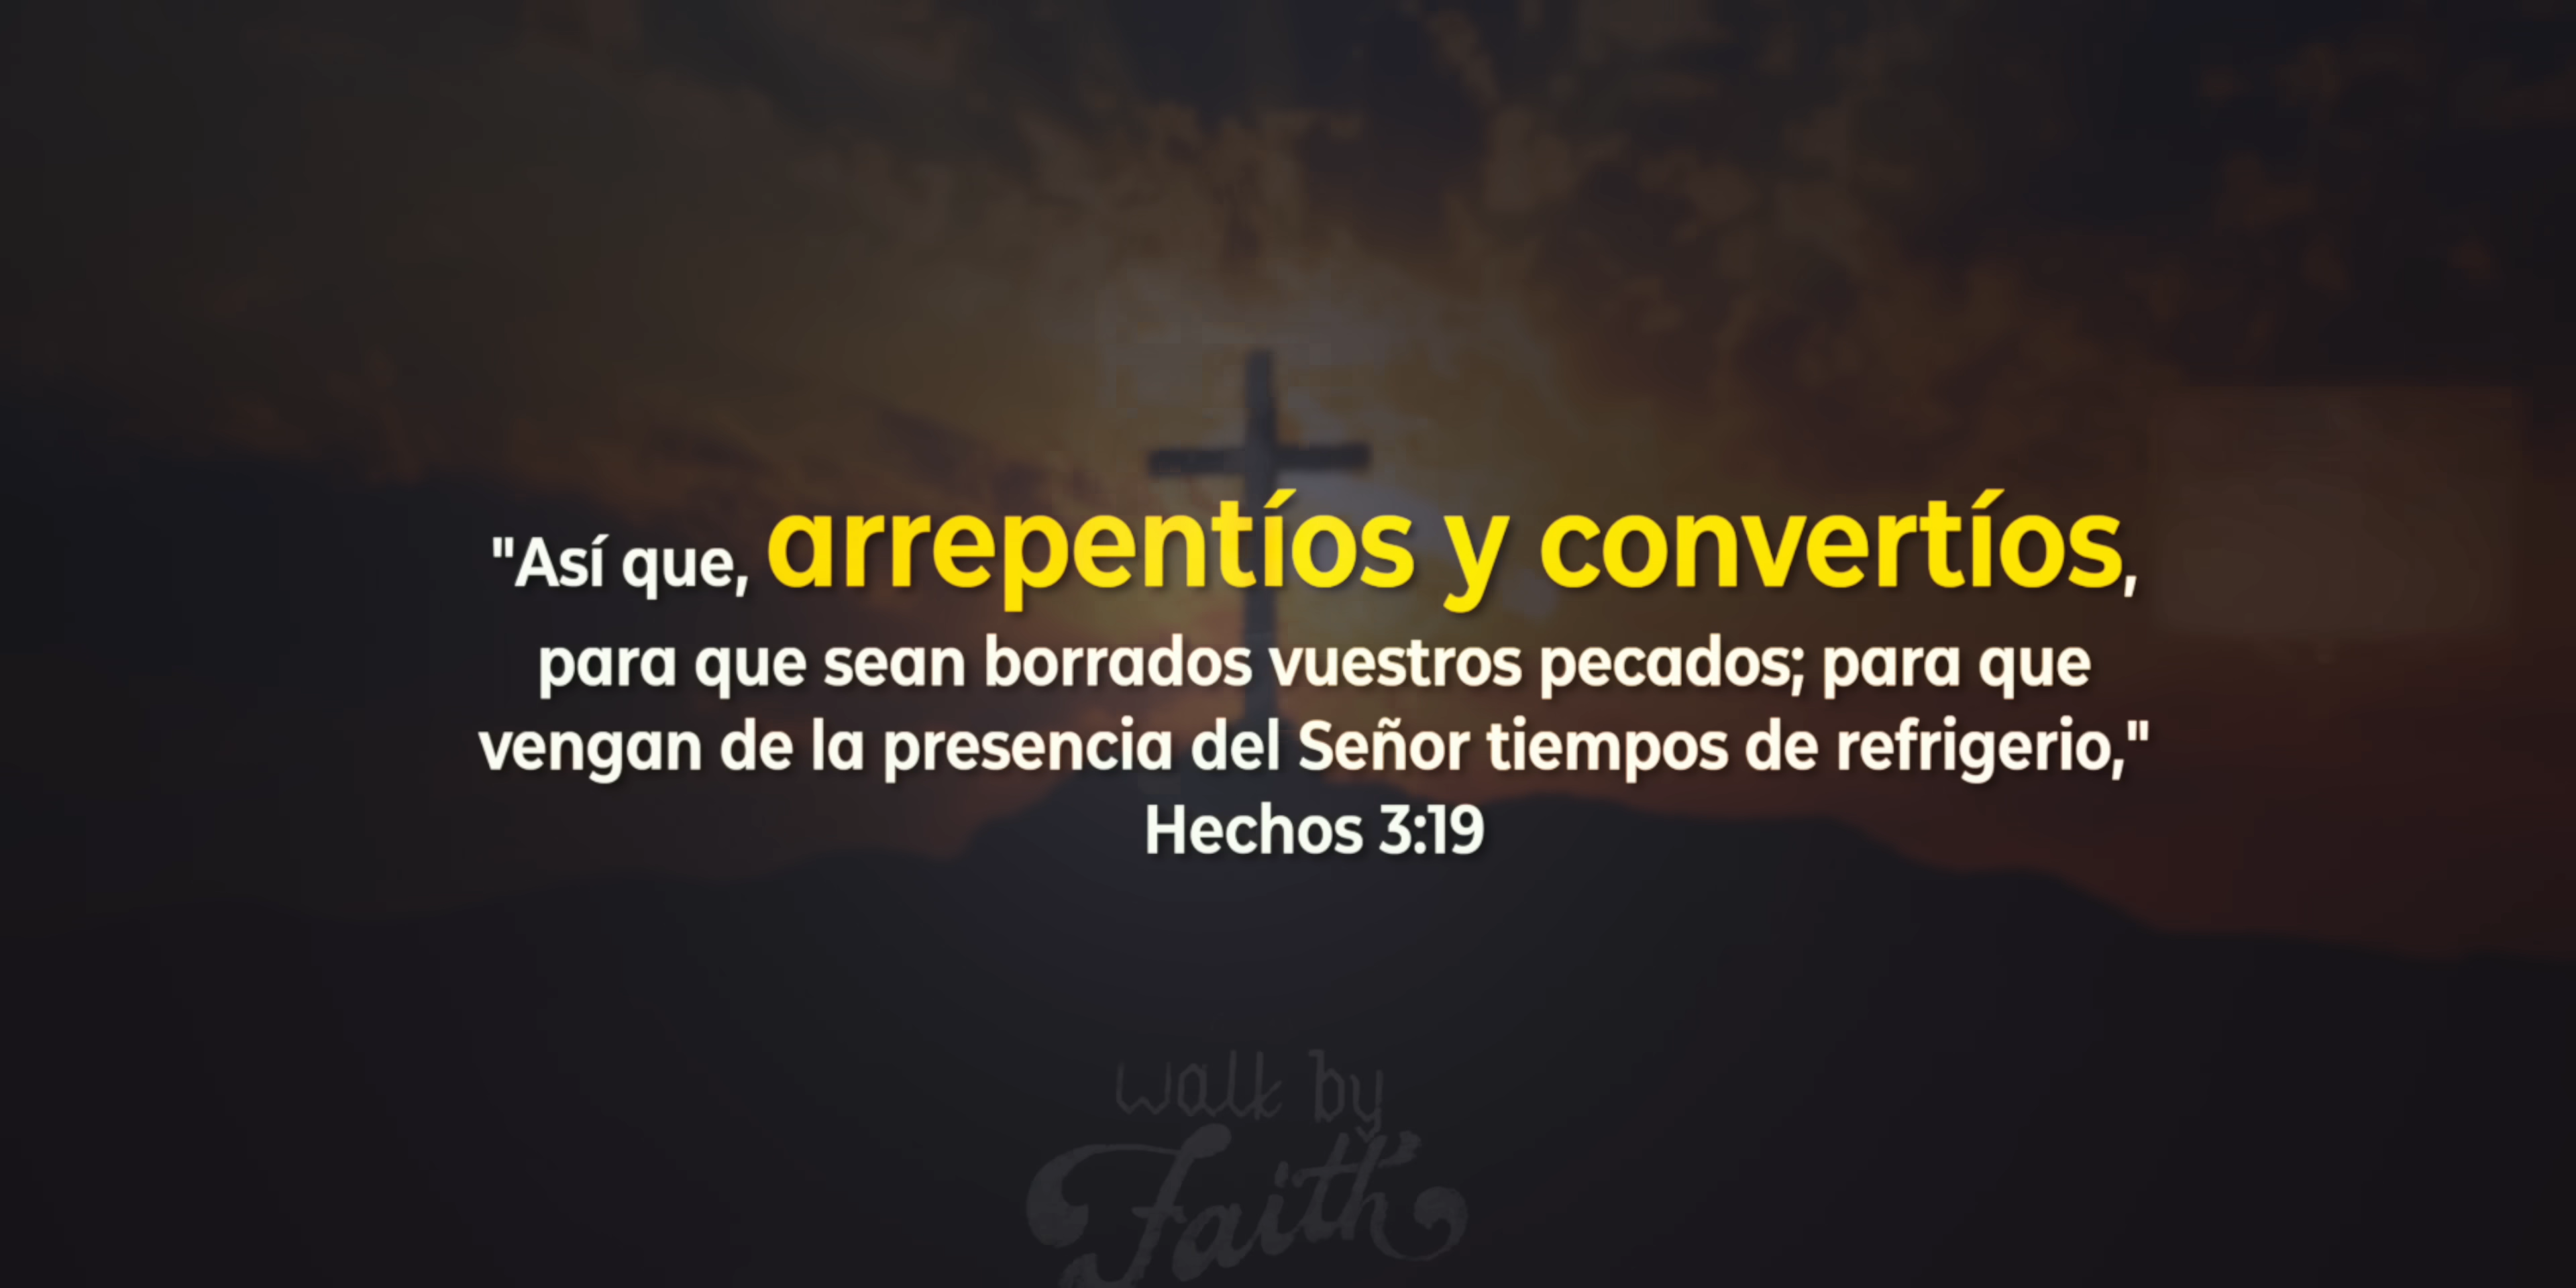 "Así que, arrepentíos y convertíos,
para que sean borrados vuestros pecados; para que
vengan de la presencia del Señor tiempos de refrigerio,"
Hechos 3:19
walk by
Faith